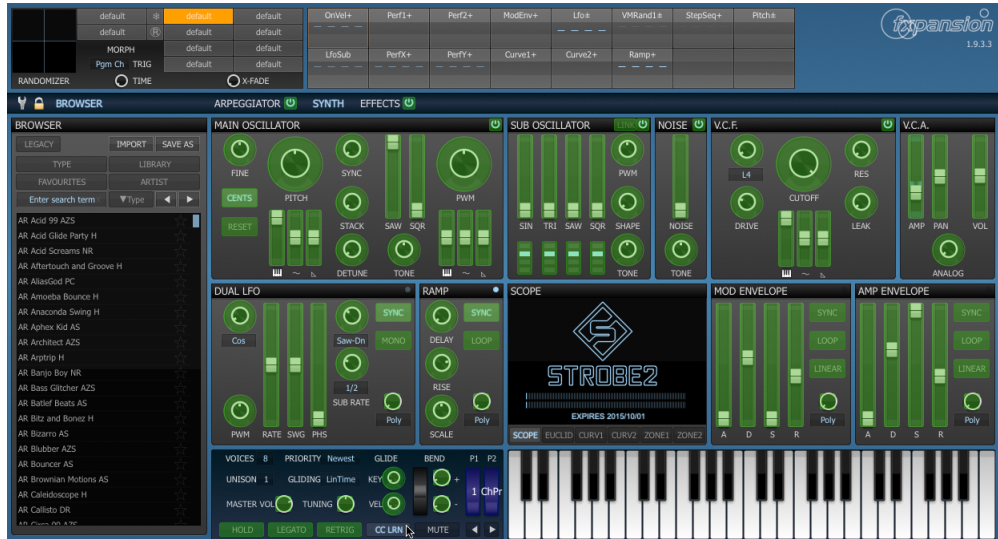 default ❄ default default
default Ⓡ default default
MORPH default default
Pgm Ch TRIG default default
RANDOMIZER TIME X-FADE
OnVel+ Perf1+ Perf2+ ModEnv+ Lfo± VMRand1± StepSeq+ Pitch±
LfoSub PerfX+ PerfY+ Curve1+ Curve2+ Ramp+
fxpansion
1.9.3.3
BROWSER ARPEGGIATOR SYNTH EFFECTS
BROWSER
LEGACY IMPORT SAVE AS
TYPE LIBRARY
FAVOURITES ARTIST
Enter search term ▼Type ◀ ▶
AR Acid 99 AZS
AR Acid Glide Party H
AR Acid Screams NR
AR Aftertouch and Groove H
AR AliasGod PC
AR Amoeba Bounce H
AR Anaconda Swing H
AR Aphex Kid AS
AR Architect AZS
AR Arptrip H
AR Banjo Boy NR
AR Bass Glitcher AZS
AR Batlef Beats AS
AR Bitz and Bonez H
AR Bizarro AS
AR Blubber AZS
AR Bouncer AS
AR Brownian Motions AS
AR Caleidoscope H
AR Callisto DR
AR Circa 90 AZS
MAIN OSCILLATOR
FINE PITCH SYNC PWM
CENTS
RESET
STACK SAW SQR
DETUNE TONE
SUB OSCILLATOR LINK
PWM
SIN TRI SAW SQR SHAPE
TONE
NOISE
NOISE
TONE
V.C.F.
L4 CUTOFF RES
DRIVE LEAK
V.C.A.
AMP PAN VOL
ANALOG
DUAL LFO
Cos Saw-Dn SYNC
MONO
1/2
SUB RATE
Poly
PWM RATE SWG PHS
RAMP
DELAY SYNC
LOOP
RISE
Poly
SCALE
SCOPE
STROBE2
EXPIRES 2015/10/01
SCOPE EUCLID CURV1 CURV2 ZONE1 ZONE2
MOD ENVELOPE
SYNC
LOOP
LINEAR
Poly
A D S R
AMP ENVELOPE
SYNC
LOOP
LINEAR
Poly
A D S R
VOICES 8 PRIORITY Newest GLIDE BEND P1 P2
UNISON 1 GLIDING LinTime KEY + 1 ChPr
MASTER VOL TUNING VEL -
HOLD LEGATO RETRIG CC LRN MUTE ◀ ▶